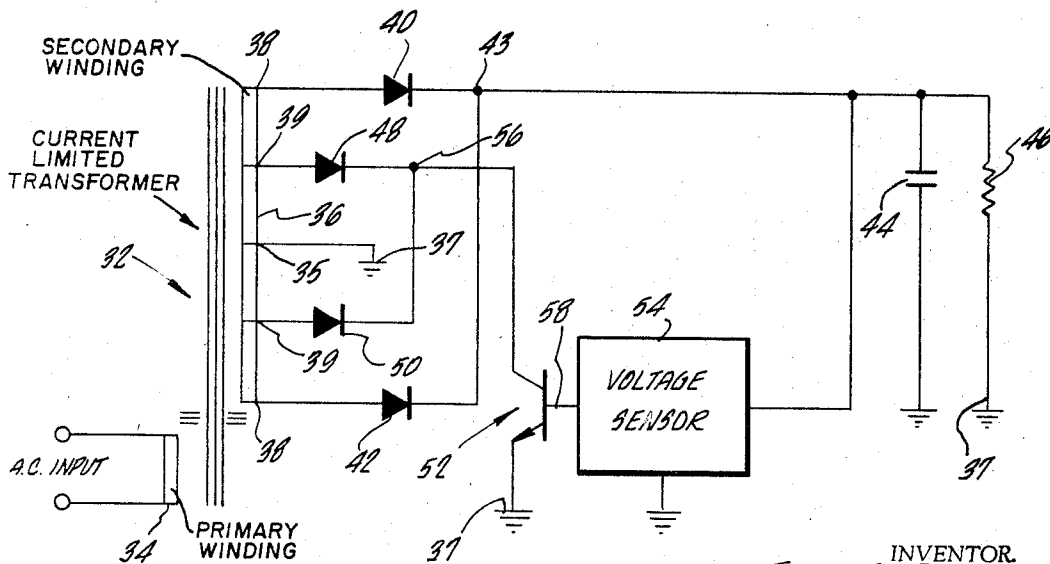 SECONDARY
WINDING
38
40
43
CURRENT
LIMITED
TRANSFORMER
39
48
56
36
46
44
32
35
37
58
54
39
50
VOLTAGE
SENSOR
38
42
52
37
A.C. INPUT
34
PRIMARY
WINDING
37
INVENTOR.